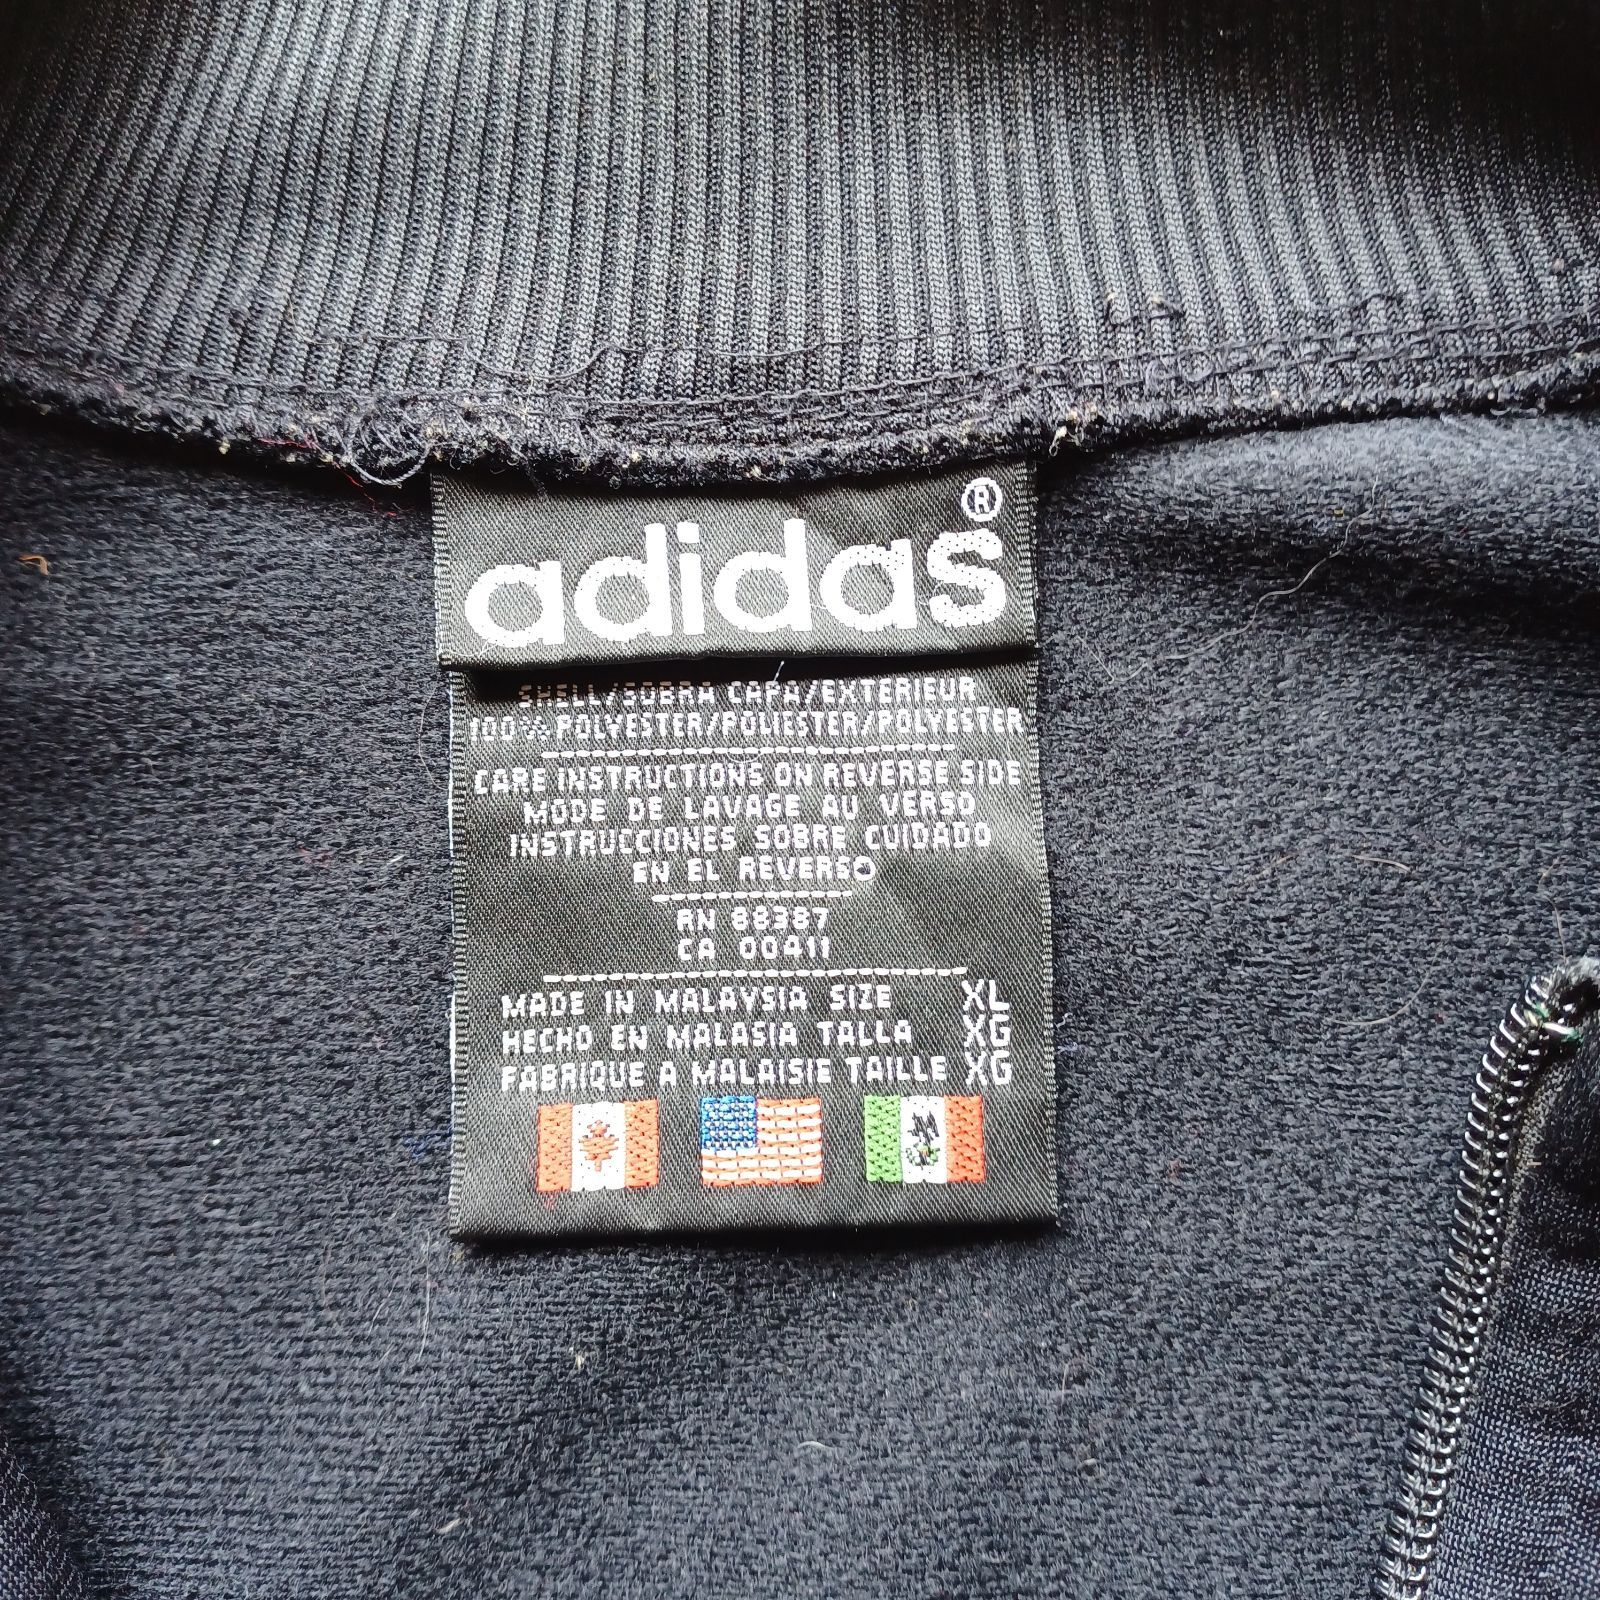 adidas®
SHELL/SOBRA CAPA/EXTERIEUR
100% POLYESTER/POLIESTER/POLYESTER
CARE INSTRUCTIONS ON REVERSE SIDE
MODE DE LAVAGE AU VERSO
INSTRUCCIONES SOBRE CUIDADO
EN EL REVERSO
RN 88387
CA 00411
MADE IN MALAYSIA SIZE XL
HECHO EN MALASIA TALLA XG
FABRIQUE A MALAISIE TAILLE XG